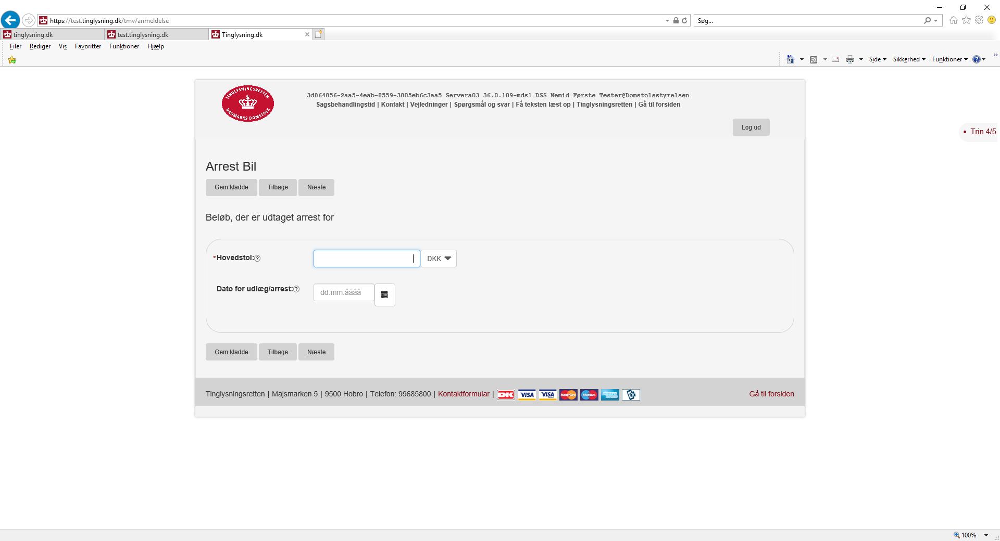 https://test.tinglysning.dk/tmv/anmeldelse
Søg...
tinglysning.dk
test.tinglysning.dk
Tinglysning.dk
Filer Rediger Vis Favoritter Funktioner Hjælp
Side Sikkerhed Funktioner
TINGLYSNINGSRETTEN
DANMARKS DOMSTOLE
3d864856-2aa5-4eab-8559-3805eb6c3aa5 Servera03 36.0.109-mds1 DSS Nemid Første Tester@Domstolsstyrelsen
Sagsbehandlingstid | Kontakt | Vejledninger | Spørgsmål og svar | Få teksten læst op | Tinglysningsretten | Gå til forsiden
Log ud
• Trin 4/5
Arrest Bil
Gem kladde Tilbage Næste
Beløb, der er udtaget arrest for
*Hovedstol:? DKK
Dato for udlæg/arrest:? dd.mm.åååå
Gem kladde Tilbage Næste
Tinglysningsretten | Majsmarken 5 | 9500 Hobro | Telefon: 99685800 | Kontaktformular | DK VISA VISA MasterCard Maestro Gå til forsiden
100%